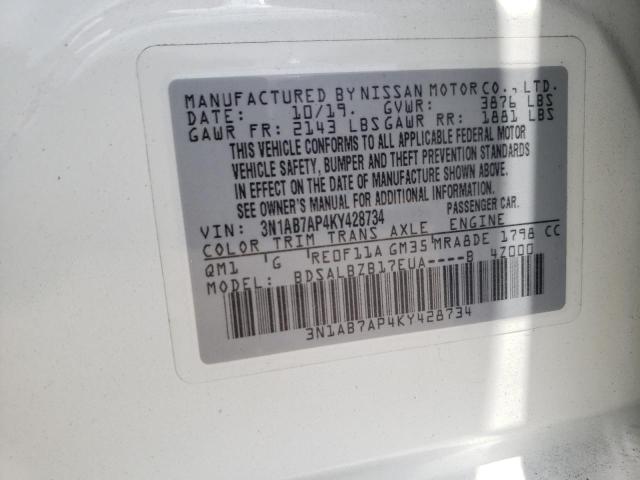 MANUFACTURED BY NISSAN MOTOR CO., LTD.
DATE: 10/19. GVWR: 3876 LBS
GAWR FR: 2143 LBS GAWR RR: 1881 LBS
THIS VEHICLE CONFORMS TO ALL APPLICABLE FEDERAL MOTOR
VEHICLE SAFETY, BUMPER AND THEFT PREVENTION STANDARDS
IN EFFECT ON THE DATE OF MANUFACTURE SHOWN ABOVE.
SEE OWNER'S MANUAL FOR ADDITIONAL INFORMATION.
VIN: 3N1AB7AP4KY428734 PASSENGER CAR.
COLOR TRIM TRANS AXLE ENGINE
QM1 G RE0F11A GM35 MRA8DE 1798 CC
MODEL: BDSALBZB17EUA----B 4Z000
3N1AB7AP4KY428734